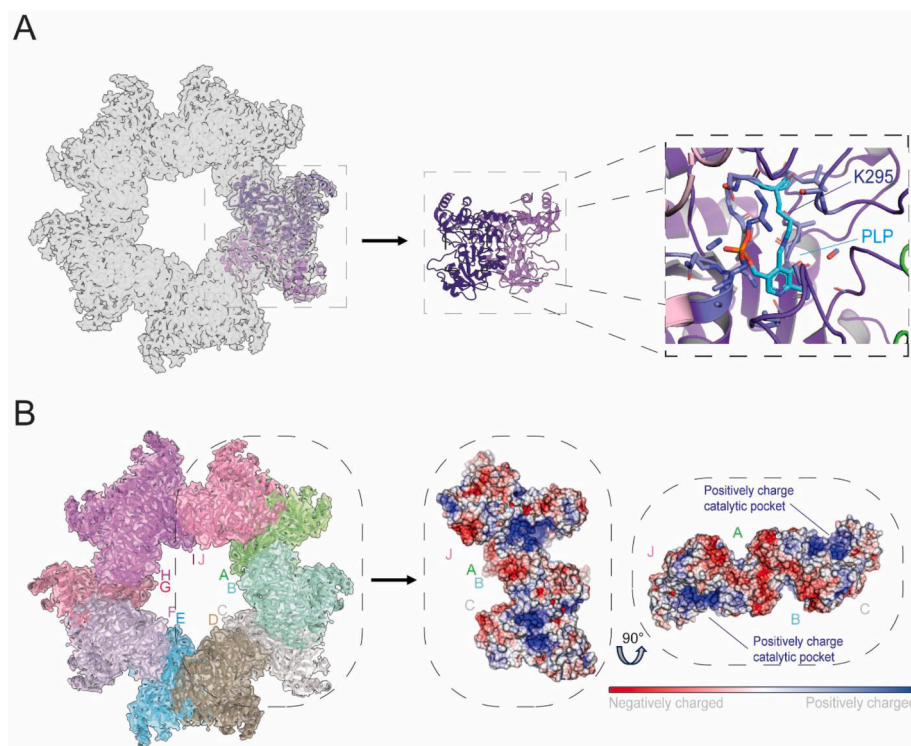 A
K295
PLP
B
I J
H
G
A
B
F
E
D
C
J
A
B
C
90°
Positively charge
catalytic pocket
A
J
B
C
Positively charge
catalytic pocket
Negatively charged
Positively charged